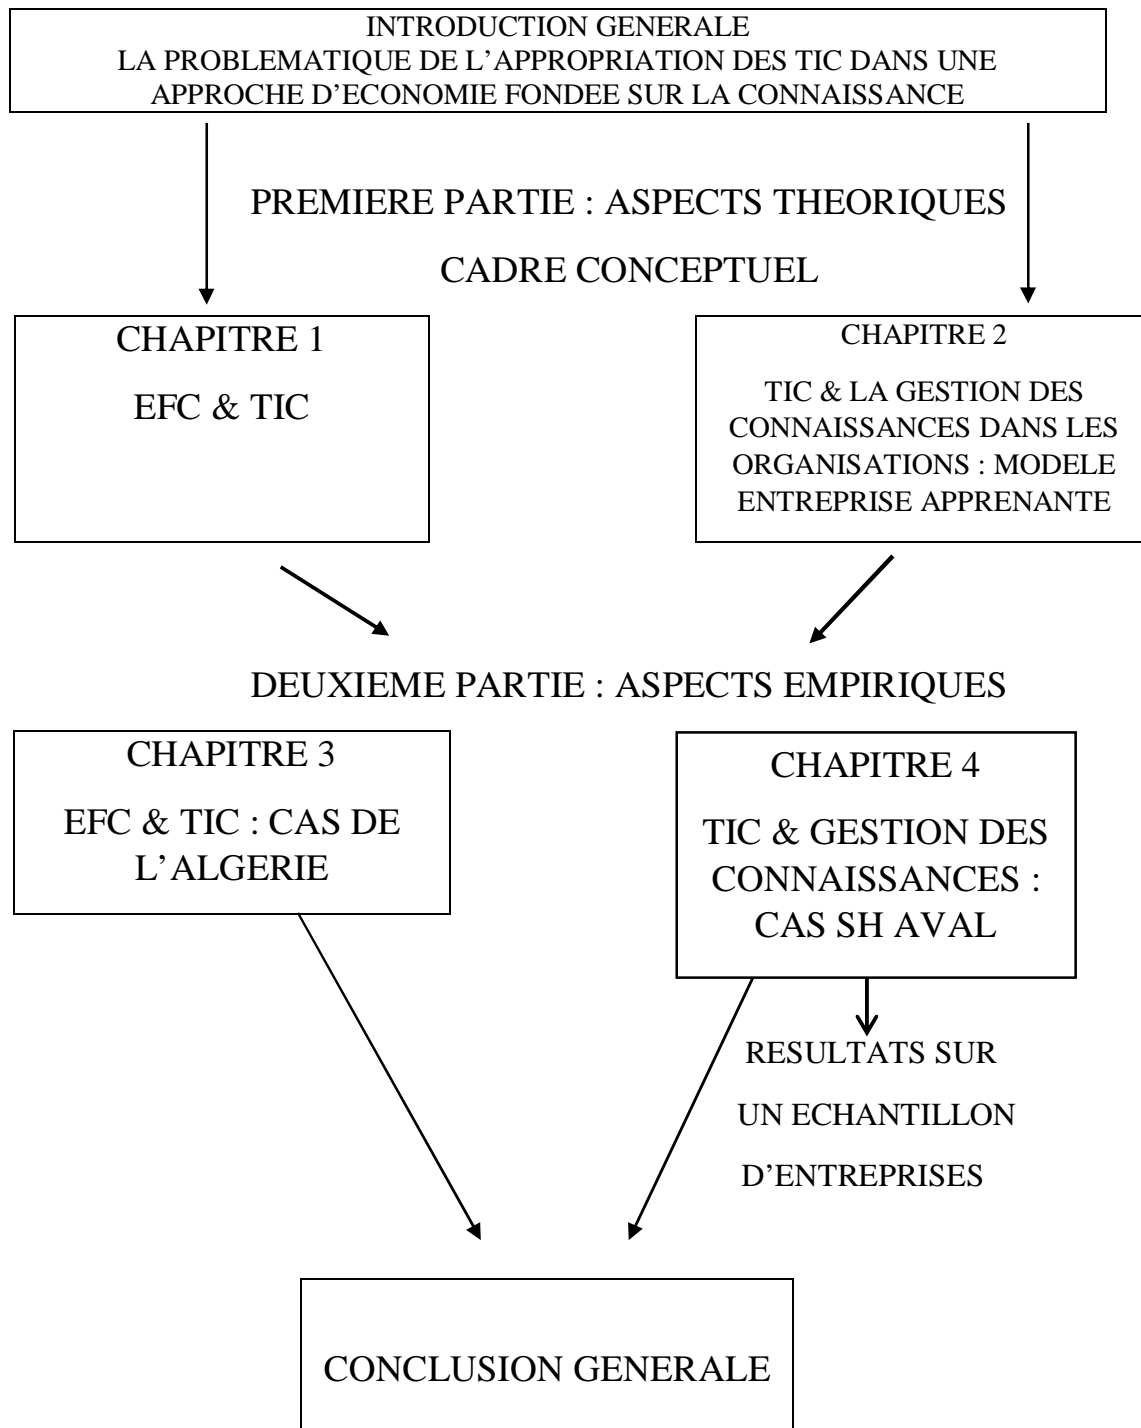 INTRODUCTION GENERALE
LA PROBLEMATIQUE DE L’APPROPRIATION DES TIC DANS UNE
APPROCHE D’ECONOMIE FONDEE SUR LA CONNAISSANCE
PREMIERE PARTIE : ASPECTS THEORIQUES
CADRE CONCEPTUEL
CHAPITRE 1
EFC & TIC
CHAPITRE 2
TIC & LA GESTION DES
CONNAISSANCES DANS LES
ORGANISATIONS : MODELE
ENTREPRISE APPRENANTE
DEUXIEME PARTIE : ASPECTS EMPIRIQUES
CHAPITRE 3
EFC & TIC : CAS DE
L’ALGERIE
CHAPITRE 4
TIC & GESTION DES
CONNAISSANCES :
CAS SH AVAL
RESULTATS SUR
UN ECHANTILLON
D’ENTREPRISES
CONCLUSION GENERALE